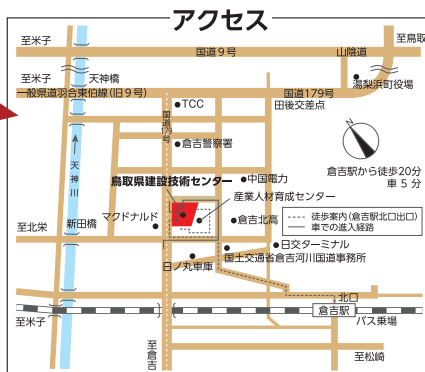 アクセス
至米子
国道9号
至鳥取
山陰道
至米子
天神橋
湯梨浜町役場
一般県道羽合東伯線(旧9号)
国道179号
TCC
田後交差点
国道179号
倉吉警察署
天神川
倉吉駅から徒歩20分
車5分
鳥取県建設技術センター
中国電力
産業人材育成センター
マクドナルド
倉吉北高
徒歩案内(倉吉駅北口出口)
車での進入経路
至北栄
新田橋
日交ターミナル
国土交通省倉吉河川国道事務所
日ノ丸車庫
北口
至米子
倉吉駅
バス乗場
至倉吉
至松崎